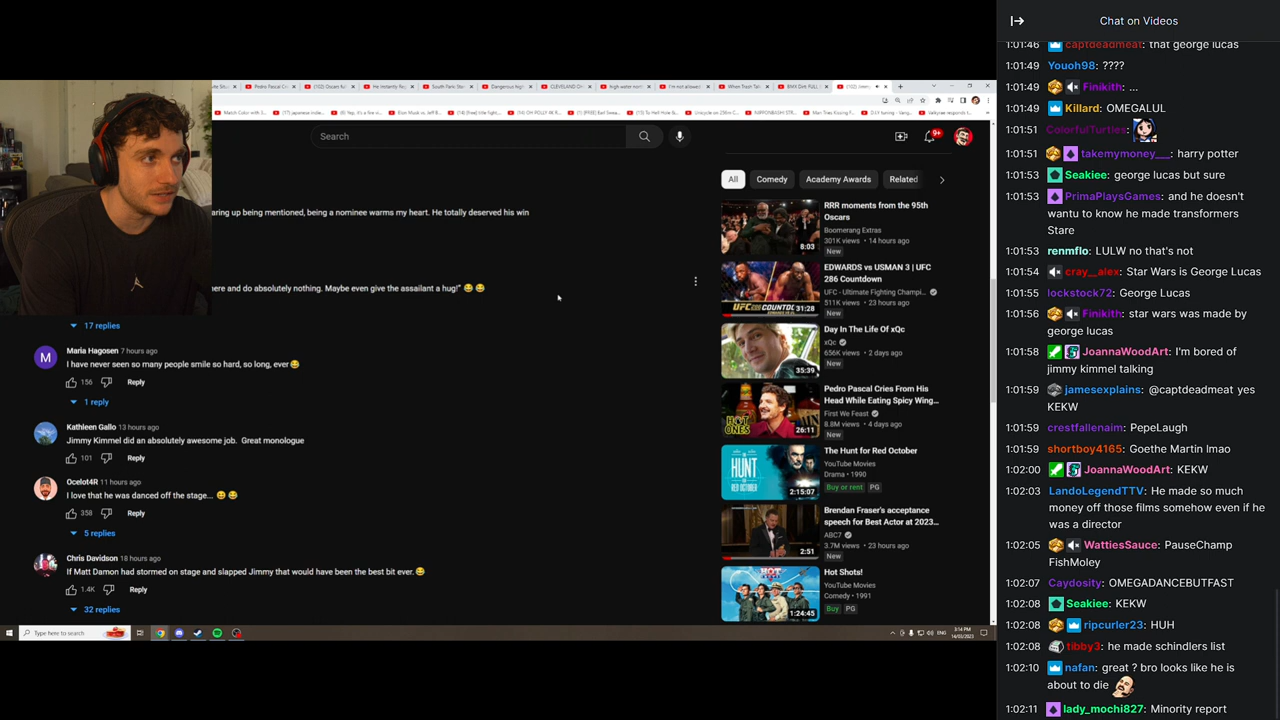 Search
aring up being mentioned, being a nominee warms my heart. He totally deserved his win
ere and do absolutely nothing. Maybe even give the assailant a hug!" 😂 😂
17 replies
M
Maria Hagosen 7 hours ago
I have never seen so many people smile so hard, so long, ever😂
156 Reply
1 reply
Kathleen Gallo 13 hours ago
Jimmy Kimmel did an absolutely awesome job. Great monologue
101 Reply
Ocelot4R 11 hours ago
I love that he was danced off the stage... 😆 😂
358 Reply
5 replies
Chris Davidson 18 hours ago
If Matt Damon had stormed on stage and slapped Jimmy that would have been the best bit ever. 😂
1.4K Reply
32 replies
9+
All Comedy Academy Awards Related
RRR moments from the 95th
Oscars
Boomerang Extras
301K views • 14 hours ago
New
8:03
EDWARDS vs USMAN 3 | UFC
286 Countdown
UFC - Ultimate Fighting Champi...
511K views • 23 hours ago
New
31:28
Day In The Life Of xQc
xQc
656K views • 2 days ago
New
35:39
Pedro Pascal Cries From His
Head While Eating Spicy Wing...
First We Feast
8.8M views • 4 days ago
New
HOT ONES
26:11
The Hunt for Red October
YouTube Movies
Drama • 1990
Buy or rent PG
THE HUNT FOR RED OCTOBER
2:15:07
Brendan Fraser's acceptance
speech for Best Actor at 2023...
ABC7
3.7M views • 23 hours ago
New
2:51
Hot Shots!
YouTube Movies
Comedy • 1991
Buy PG
HOT SHOTS!
1:24:45
Type here to search
ENG
3:14 PM
14/03/2023
Chat on Videos
1:01:46 captdeadmeat: that george lucas
1:01:49 Youoh98: ????
1:01:49 Finikith: ...
1:01:50 Killard: OMEGALUL
1:01:51 ColorfulTurtles:
1:01:51 takemymoney___: harry potter
1:01:53 Seakiee: george lucas but sure
1:01:53 PrimaPlaysGames: and he doesn't
wantu to know he made transformers
Stare
1:01:53 renmflo: LULW no that's not
1:01:54 cray__alex: Star Wars is George Lucas
1:01:55 lockstock72: George Lucas
1:01:56 Finikith: star wars was made by
george lucas
1:01:58 JoannaWoodArt: I'm bored of
jimmy kimmel talking
1:01:59 jamesexplains: @captdeadmeat yes
KEKW
1:01:59 crestfallenaim: PepeLaugh
1:01:59 shortboy4165: Goethe Martin lmao
1:02:00 JoannaWoodArt: KEKW
1:02:03 LandoLegendTTV: He made so much
money off those films somehow even if he
was a director
1:02:05 WattiesSauce: PauseChamp
FishMoley
1:02:07 Caydosity: OMEGADANCEBUTFAST
1:02:08 Seakiee: KEKW
1:02:08 ripcurler23: HUH
1:02:08 tibby3: he made schindlers list
1:02:10 nafan: great ? bro looks like he is
about to die
1:02:11 lady_mochi827: Minority report